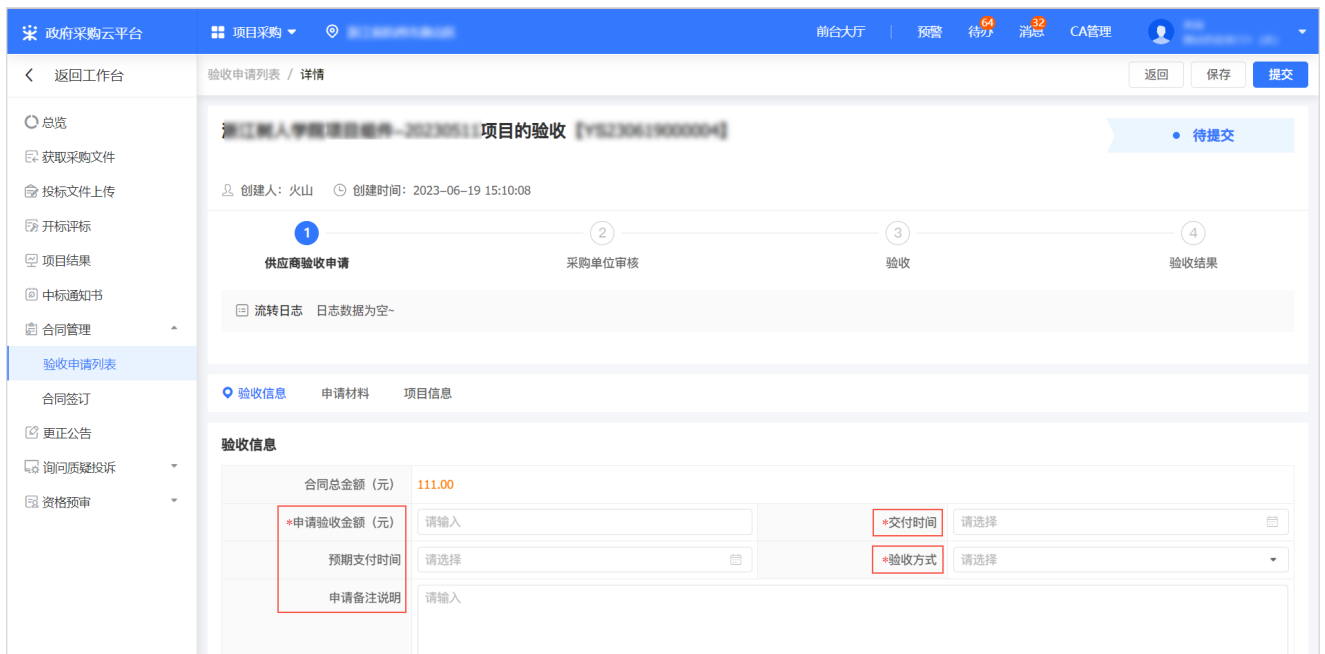 政府采购云平台 项目采购 前台大厅 预警 待办 64 消息 32 CA管理
返回工作台 验收申请列表 / 详情 返回 保存 提交
总览
获取采购文件
投标文件上传
开标评标
项目结果
中标通知书
合同管理
验收申请列表
合同签订
更正公告
询问质疑投诉
资格预审
项目的验收
待提交
创建人：火山 创建时间：2023-06-19 15:10:08
1 2 3 4
供应商验收申请 采购单位审核 验收 验收结果
流转日志 日志数据为空~
验收信息 申请材料 项目信息
验收信息
合同总金额（元） 111.00
*申请验收金额（元） 请输入 *交付时间 请选择
预期支付时间 请选择 *验收方式 请选择
申请备注说明 请输入